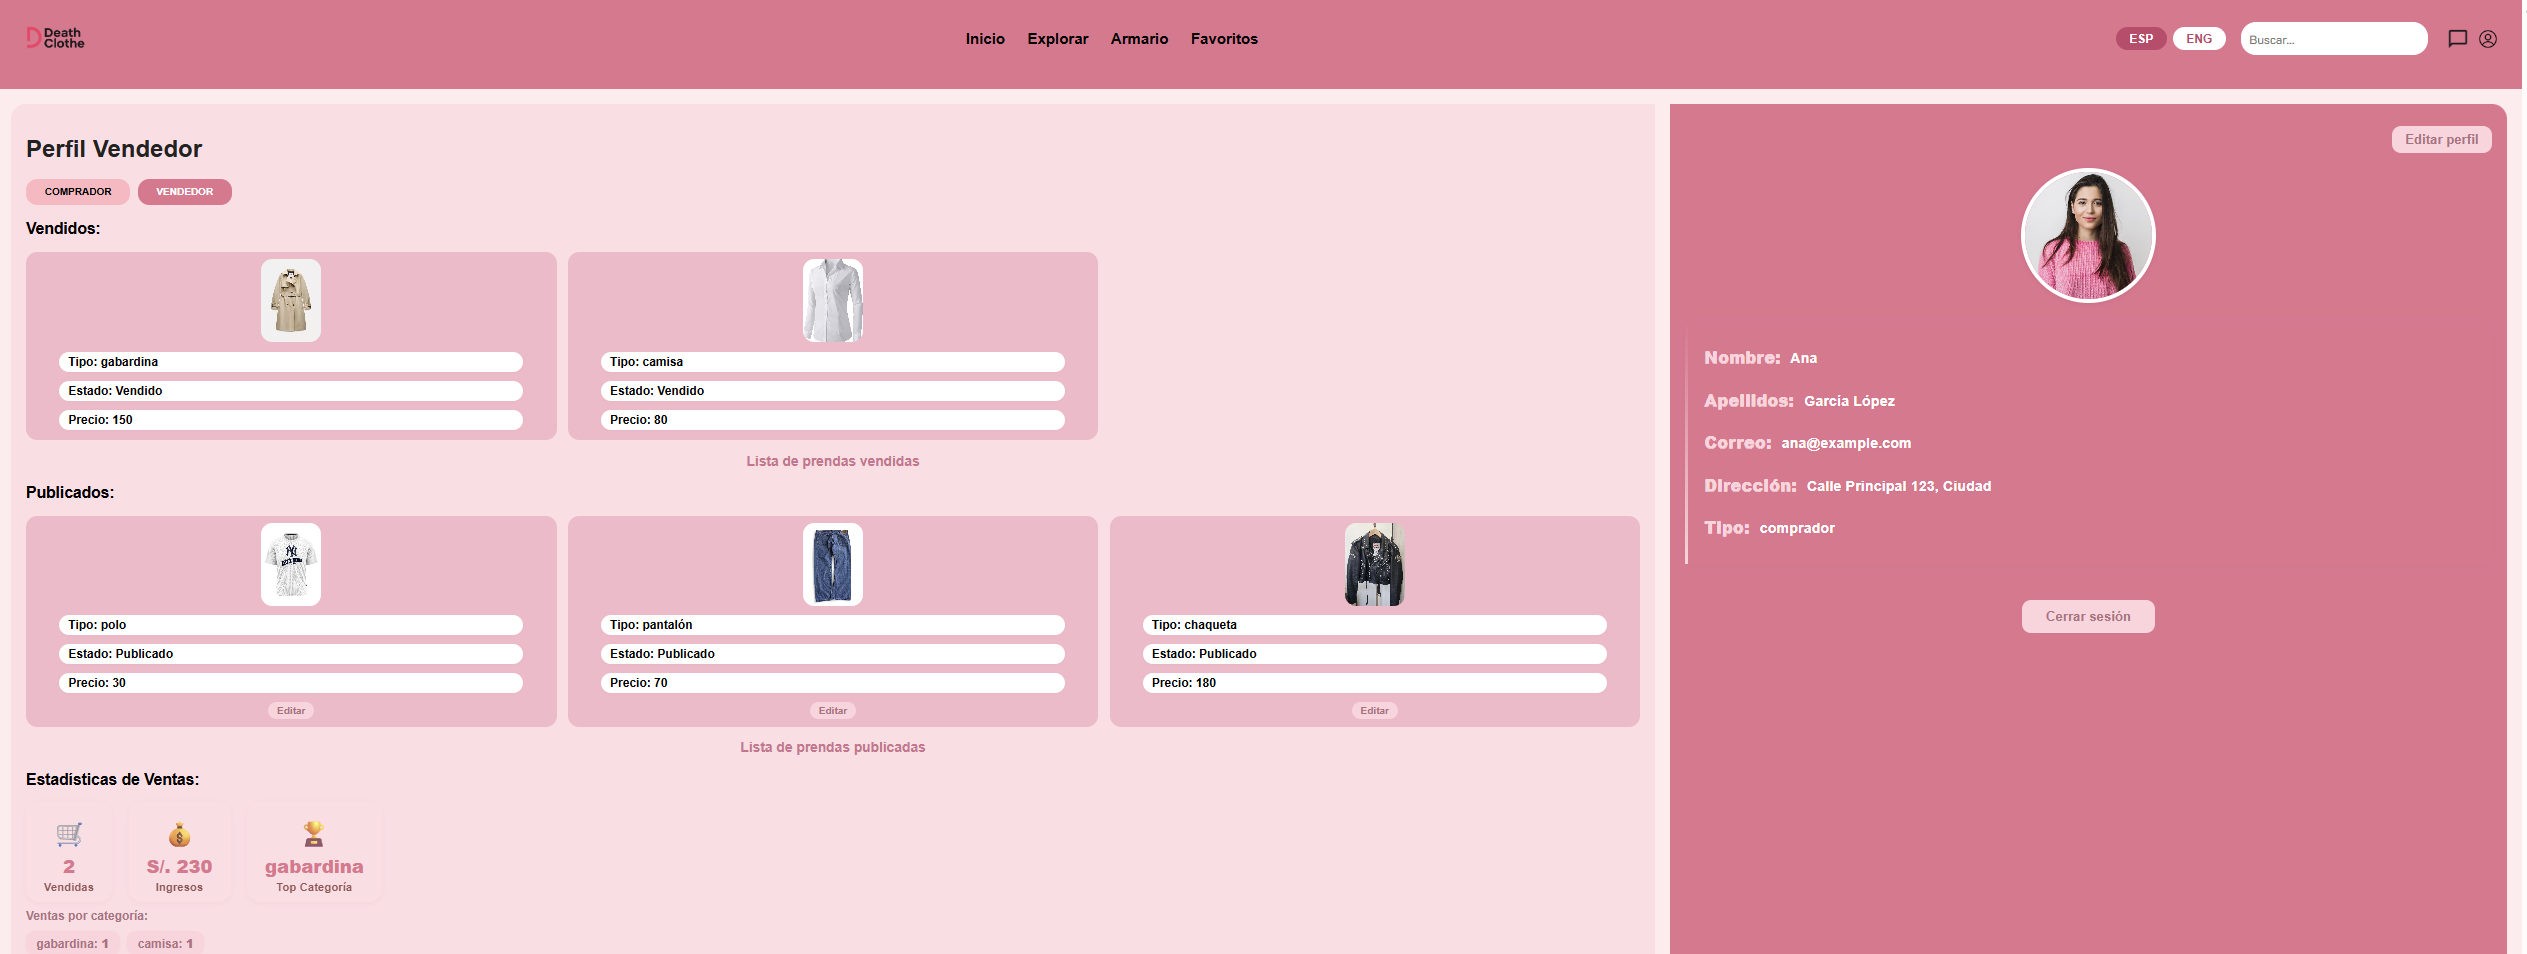 Death
Clothe
Inicio Explorar Armario Favoritos
ESP ENG Buscar...
Perfil Vendedor
COMPRADOR VENDEDOR
Vendidos:
Tipo: gabardina
Estado: Vendido
Precio: 150
Tipo: camisa
Estado: Vendido
Precio: 80
Lista de prendas vendidas
Publicados:
Tipo: polo
Estado: Publicado
Precio: 30
Editar
Tipo: pantalón
Estado: Publicado
Precio: 70
Editar
Tipo: chaqueta
Estado: Publicado
Precio: 180
Editar
Lista de prendas publicadas
Estadísticas de Ventas:
2
Vendidas
S/. 230
Ingresos
gabardina
Top Categoría
Ventas por categoría:
gabardina: 1 camisa: 1
Editar perfil
Nombre: Ana
Apellidos: García López
Correo: ana@example.com
Dirección: Calle Principal 123, Ciudad
Tipo: comprador
Cerrar sesión